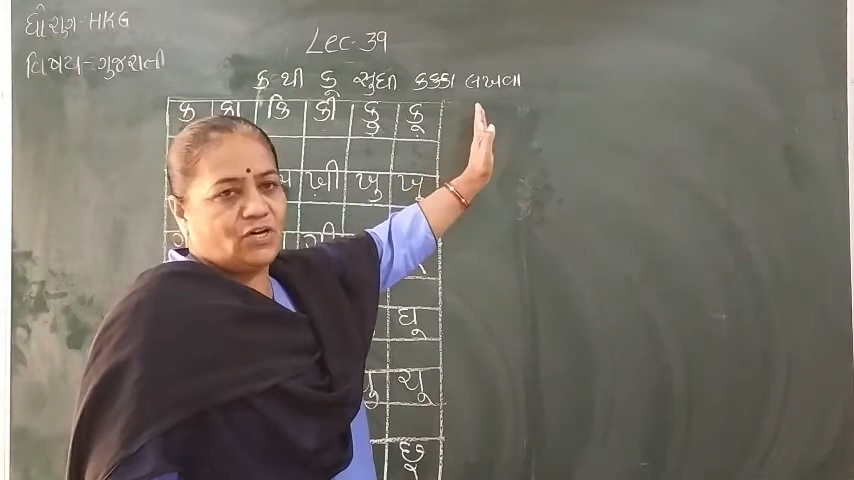 ધોરણ-HKG
વિષય-ગુજરાતી
Lec-39
ક થી કૂ સુધી કક્કા લખવા
ક કા કિ કી કુ કૂ
ખી ખુ ખૂ
ઘૂ
ચૂ
છૂ